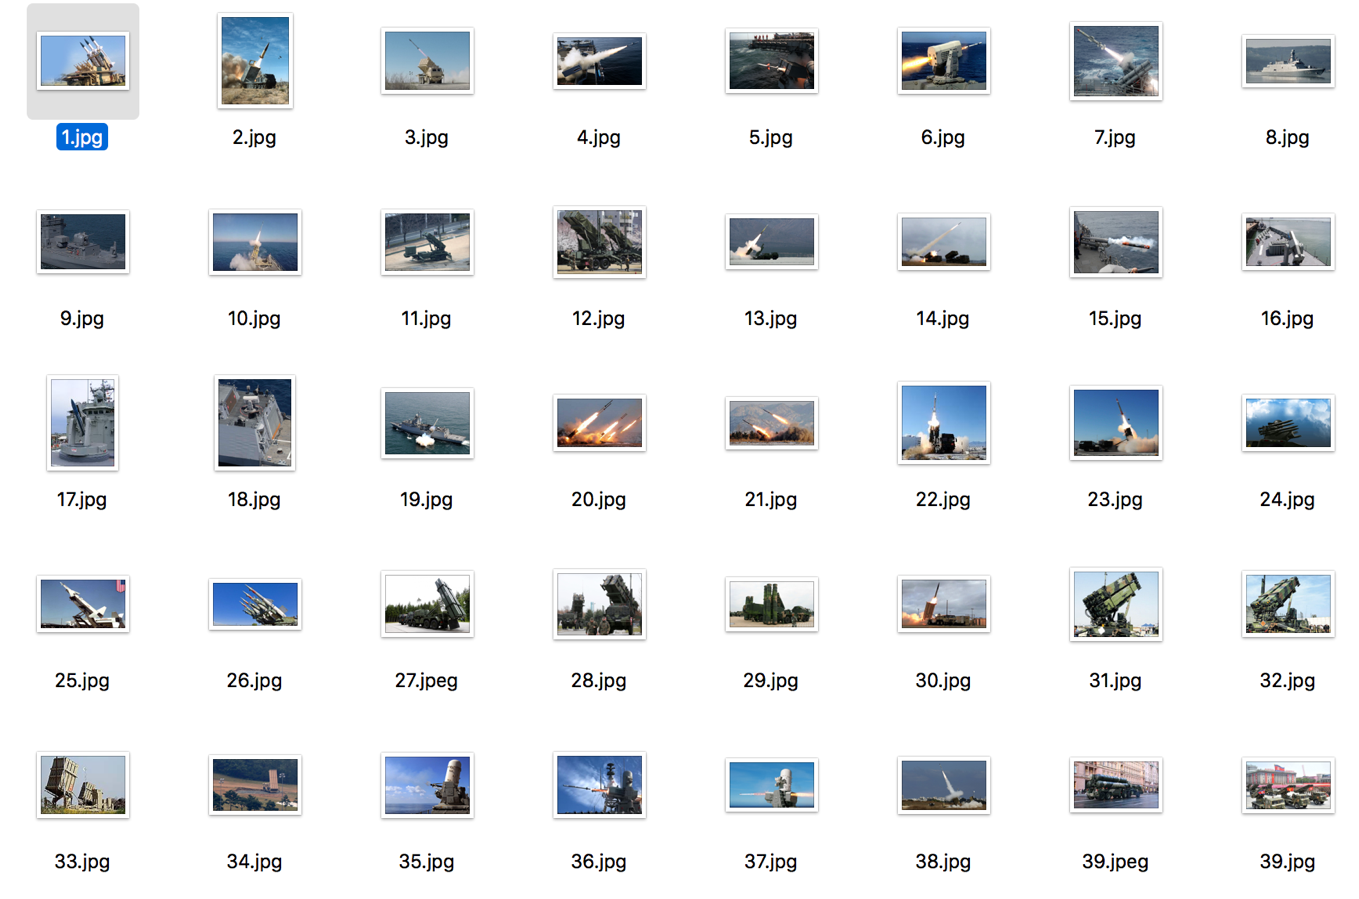 1.jpg 2.jpg 3.jpg 4.jpg 5.jpg 6.jpg 7.jpg 8.jpg
9.jpg 10.jpg 11.jpg 12.jpg 13.jpg 14.jpg 15.jpg 16.jpg
17.jpg 18.jpg 19.jpg 20.jpg 21.jpg 22.jpg 23.jpg 24.jpg
25.jpg 26.jpg 27.jpeg 28.jpg 29.jpg 30.jpg 31.jpg 32.jpg
33.jpg 34.jpg 35.jpg 36.jpg 37.jpg 38.jpg 39.jpeg 39.jpg